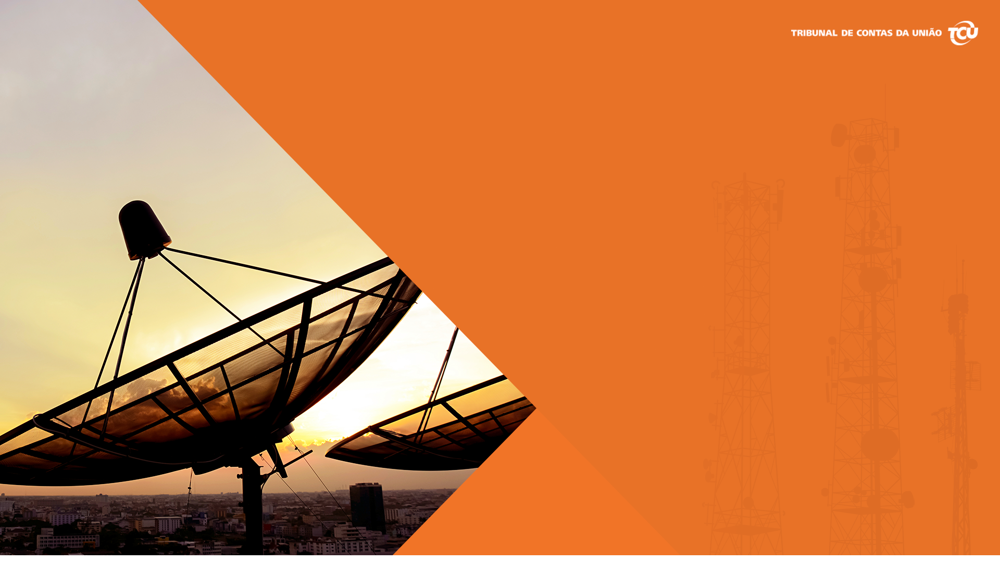 TRIBUNAL DE CONTAS DA UNIÃO TCU